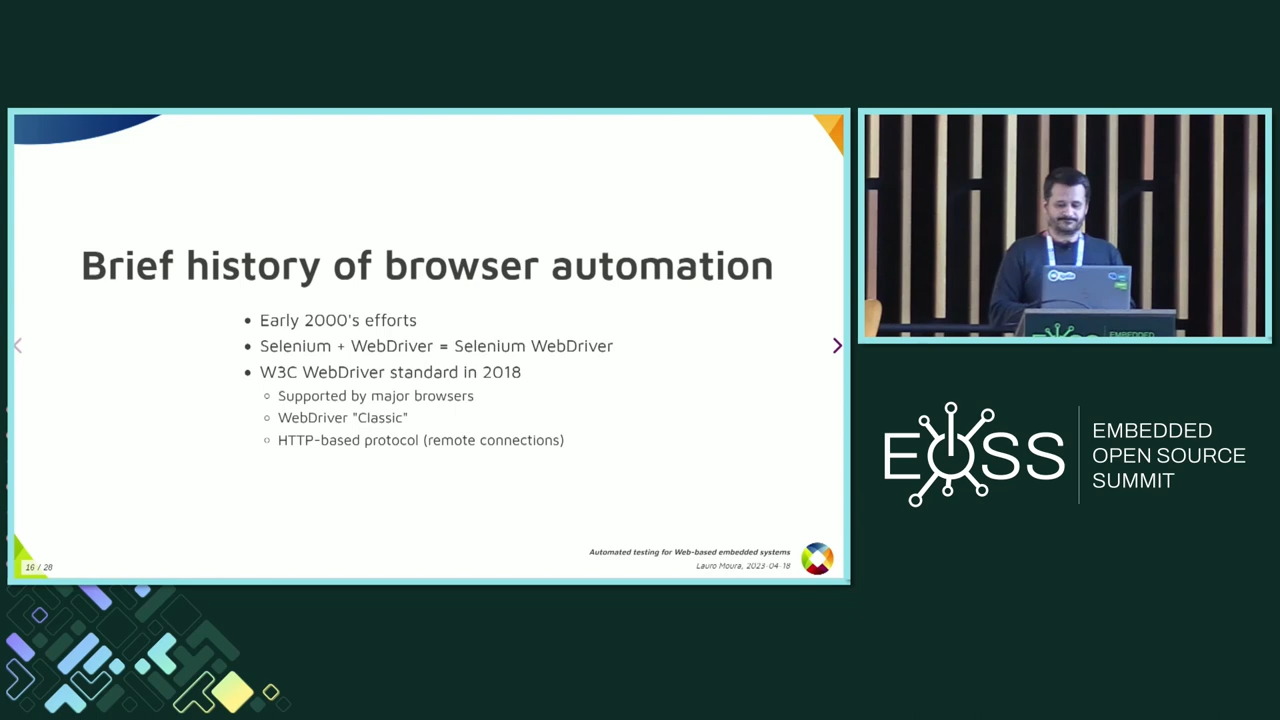 Brief history of browser automation
• Early 2000's efforts
• Selenium + WebDriver = Selenium WebDriver
• W3C WebDriver standard in 2018
◦ Supported by major browsers
◦ WebDriver "Classic"
◦ HTTP-based protocol (remote connections)
Automated testing for Web-based embedded systems
Lauro Moura, 2023-04-18
16 / 28
EMBEDDED
EOSS
EMBEDDED
OPEN SOURCE
SUMMIT